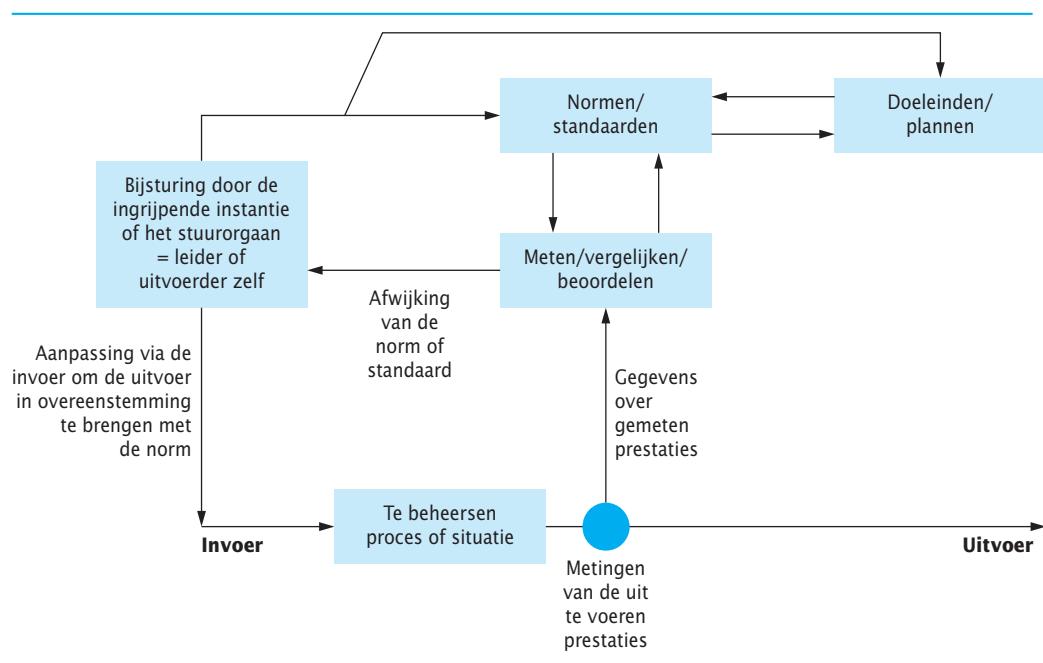 Normen/
standaarden
Doeleinden/
plannen
Bijsturing door de
ingrijpende instantie
of het stuurorgaan
= leider of
uitvoerder zelf
Meten/vergelijken/
beoordelen
Afwijking
van de
norm of
standaard
Aanpassing via de
invoer om de uitvoer
in overeenstemming
te brengen met
de norm
Gegevens
over
gemeten
prestaties
Te beheersen
proces of situatie
Invoer
Uitvoer
Metingen
van de uit
te voeren
prestaties